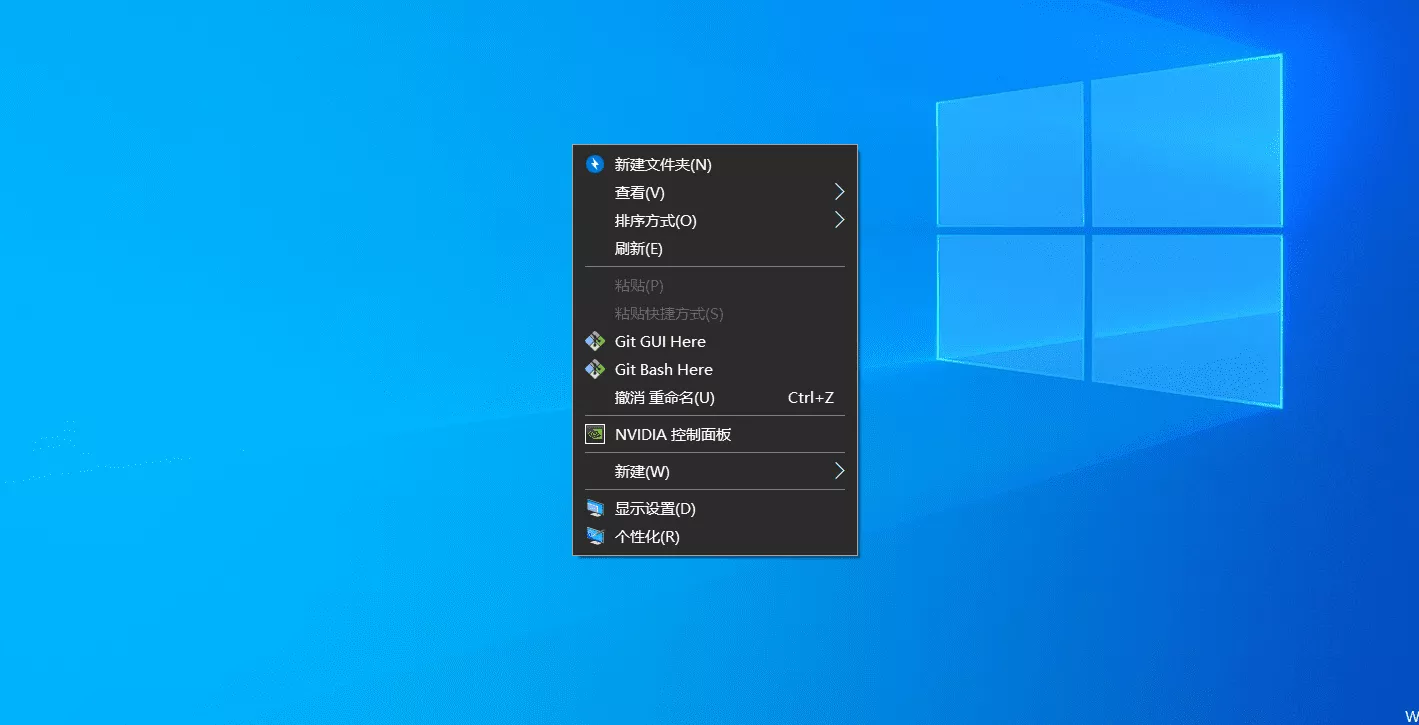 新建文件夹(N)
查看(V)
排序方式(O)
刷新(E)
粘贴(P)
粘贴快捷方式(S)
Git GUI Here
Git Bash Here
撤消 重命名(U) Ctrl+Z
NVIDIA 控制面板
新建(W)
显示设置(D)
个性化(R)
W